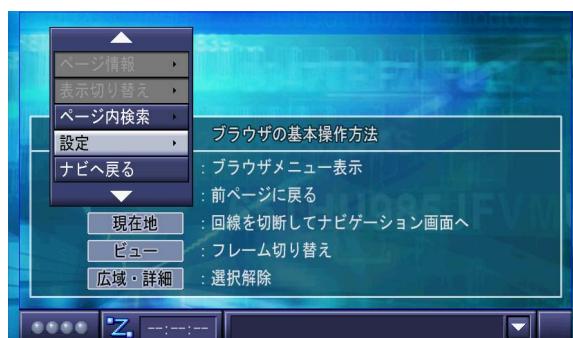 ページ情報
表示切り替え
ページ内検索
設定
ナビへ戻る
ブラウザの基本操作方法
：ブラウザメニュー表示
：前ページに戻る
現在地 ：回線を切断してナビゲーション画面へ
ビュー ：フレーム切り替え
広域・詳細 ：選択解除
Z --:--:--